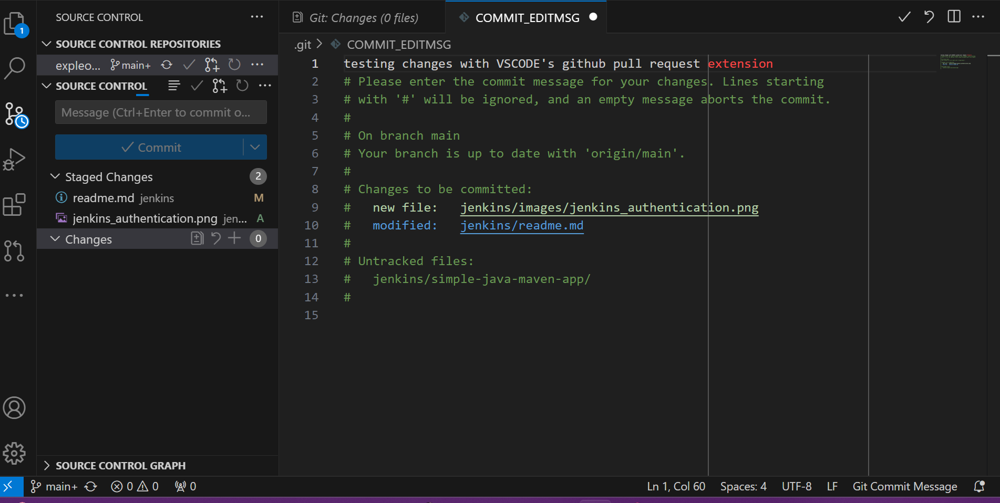 1
SOURCE CONTROL
SOURCE CONTROL REPOSITORIES
expleo... main+
SOURCE CONTROL
Message (Ctrl+Enter to commit o...
Commit
Staged Changes 2
readme.md jenkins M
jenkins_authentication.png jen... A
Changes 0
SOURCE CONTROL GRAPH
Git: Changes (0 files)
COMMIT_EDITMSG
.git > COMMIT_EDITMSG
1 testing changes with VSCODE's github pull request extension
2 # Please enter the commit message for your changes. Lines starting
3 # with '#' will be ignored, and an empty message aborts the commit.
4 #
5 # On branch main
6 # Your branch is up to date with 'origin/main'.
7 #
8 # Changes to be committed:
9 #   new file:   jenkins/images/jenkins_authentication.png
10 #   modified:   jenkins/readme.md
11 #
12 # Untracked files:
13 #   jenkins/simple-java-maven-app/
14 #
15
main+ 0 0 0
Ln 1, Col 60 Spaces: 4 UTF-8 LF Git Commit Message